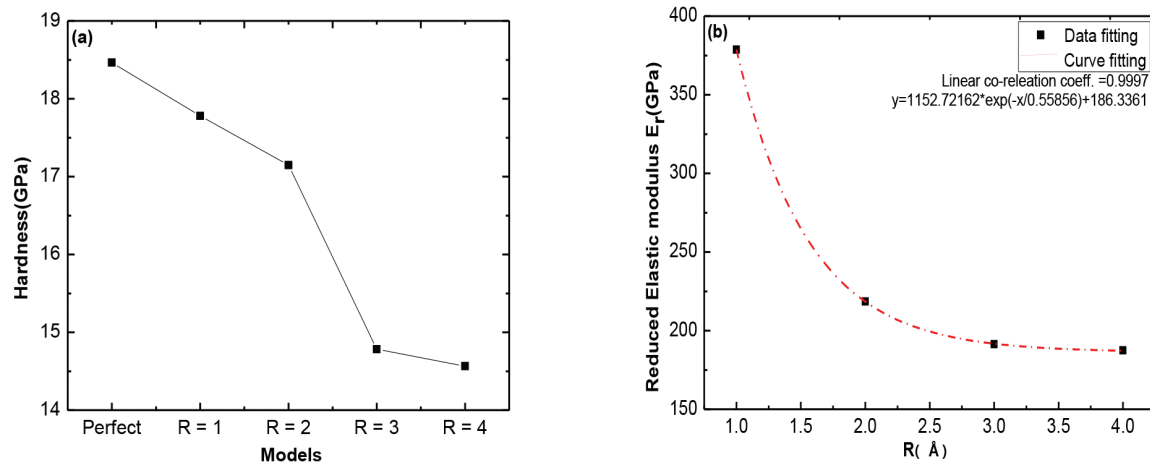 (a)
19
18
17
16
15
14
Hardness(GPa)
Perfect R = 1 R = 2 R = 3 R = 4
Models
(b)
400
350
300
250
200
150
Reduced Elastic modulus Er(GPa)
Data fitting
Curve fitting
Linear co-releation coeff. =0.9997
y=1152.72162*exp(-x/0.55856)+186.3361
1.0 1.5 2.0 2.5 3.0 3.5 4.0
R( Å)